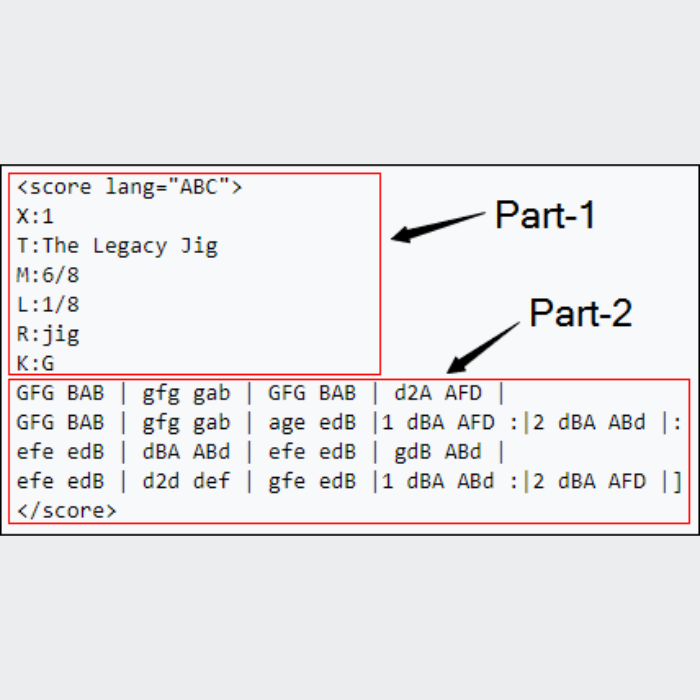 <score lang="ABC">
X:1
T:The Legacy Jig
M:6/8
L:1/8
R:jig
K:G
Part-1
Part-2
GFG BAB | gfg gab | GFG BAB | d2A AFD |
GFG BAB | gfg gab | age edB |1 dBA AFD :|2 dBA ABd |:
efe edB | dBA ABd | efe edB | gdB ABd |
efe edB | d2d def | gfe edB |1 dBA ABd :|2 dBA AFD |]
</score>